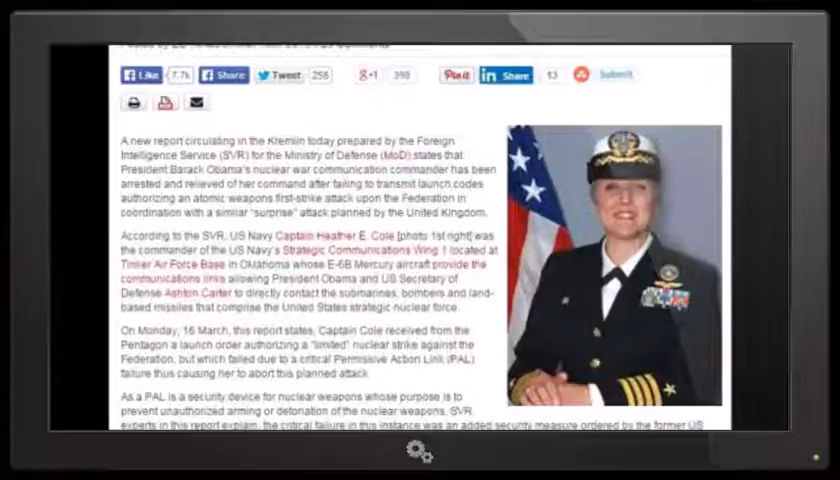 Like 7.7k Share Tweet 256 g+1 398 Pin it in Share 13 Submit
A new report circulating in the Kremlin today prepared by the Foreign
Intelligence Service (SVR) for the Ministry of Defense (MoD) states that
President Barack Obama's nuclear war communication commander has been
arrested and relieved of her command after failing to transmit launch codes
authorizing an atomic weapons first-strike attack upon the Federation in
coordination with a similar "surprise" attack planned by the United Kingdom.
According to the SVR, US Navy Captain Heather E. Cole [photo 1st right] was
the commander of the US Navy's Strategic Communications Wing 1 located at
Tinker Air Force Base in Oklahoma whose E-6B Mercury aircraft provide the
communications links allowing President Obama and US Secretary of
Defense Ashton Carter to directly contact the submarines, bombers and land-
based missiles that comprise the United States strategic nuclear force.
On Monday, 16 March, this report states, Captain Cole received from the
Pentagon a launch order authorizing a "limited" nuclear strike against the
Federation, but which failed due to a critical Permissive Action Link (PAL)
failure thus causing her to abort this planned attack
As a PAL is a security device for nuclear weapons whose purpose is to
prevent unauthorized arming or detonation of the nuclear weapons, SVR
experts in this report explain, the critical failure in this instance was an added security measure ordered by the former US